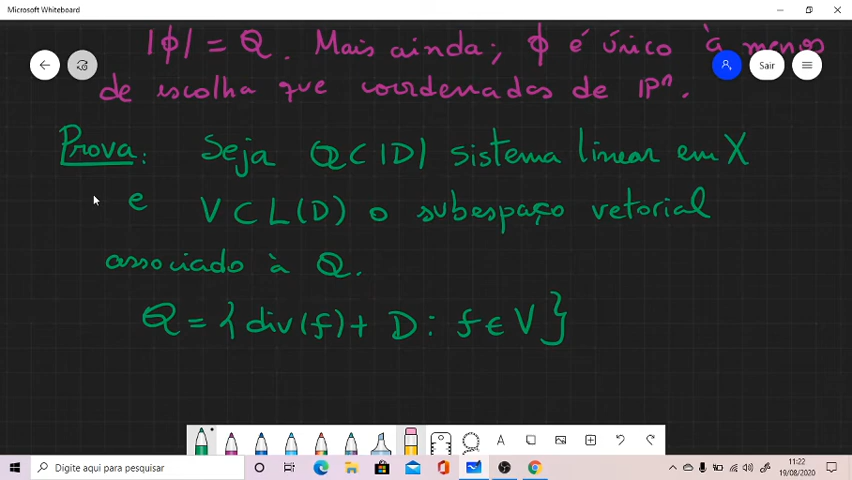 Microsoft Whiteboard
|ϕ| = Q. Mais ainda; ϕ é único à menos
Sair
de escolha que coordenadas de IPⁿ.
Prova: Seja Q ⊂ |D| sistema linear em X
e V ⊂ L(D) o subespaço vetorial
associado à Q.
Q = {div(f) + D : f ∈ V}
Digite aqui para pesquisar
11:22
19/08/2020